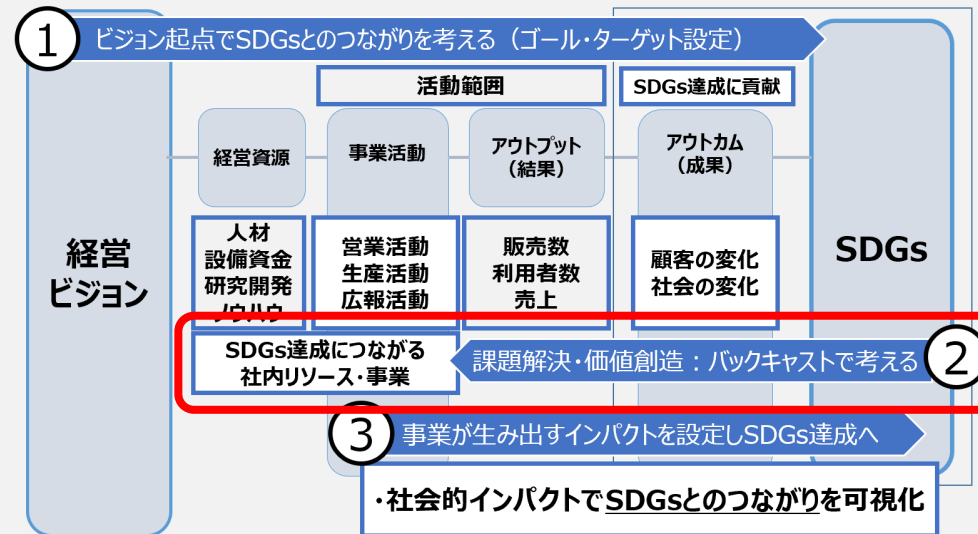 ① ビジョン起点でSDGsとのつながりを考える（ゴール・ターゲット設定）
活動範囲
SDGs達成に貢献
経営資源
事業活動
アウトプット
（結果）
アウトカム
（成果）
経営
ビジョン
SDGs
人材
設備資金
研究開発
ノウハウ
営業活動
生産活動
広報活動
販売数
利用者数
売上
顧客の変化
社会の変化
SDGs達成につながる
社内リソース・事業
課題解決・価値創造：バックキャストで考える ②
③ 事業が生み出すインパクトを設定しSDGs達成へ
・社会的インパクトでSDGsとのつながりを可視化